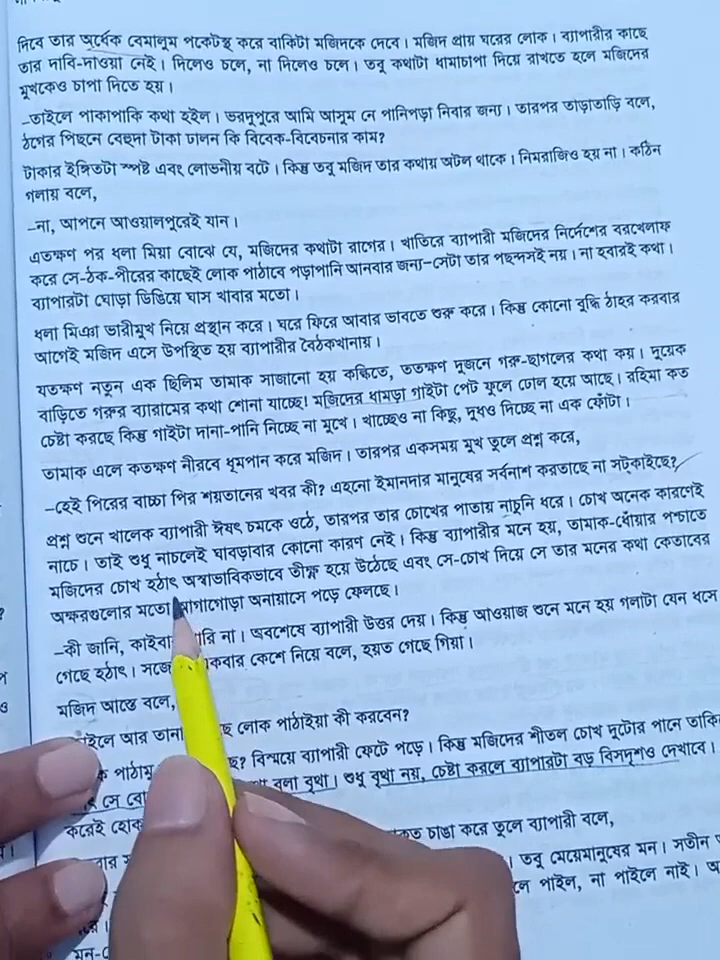 দিবে তার অর্ধেক বেমালুম পকেটস্থ করে বাকিটা মজিদকে দেবে। মজিদ প্রায় ঘরের লোক। ব্যাপারীর কাছে
তার দাবি-দাওয়া নেই। দিলেও চলে, না দিলেও চলে। তবু কথাটা ধামাচাপা দিয়ে রাখতে হলে মজিদের
মুখকেও চাপা দিতে হয়।
–তাইলে পাকাপাকি কথা হইল। ভরদুপুরে আমি আসুম নে পানিপড়া নিবার জন্য। তারপর তাড়াতাড়ি বলে,
ঠগের পিছনে বেহুদা টাকা ঢালন কি বিবেক-বিবেচনার কাম?
টাকার ইঙ্গিতটা স্পষ্ট এবং লোভনীয় বটে। কিন্তু তবু মজিদ তার কথায় অটল থাকে। নিমরাজিও হয় না। কঠিন
গলায় বলে,
–না, আপনে আওয়ালপুরেই যান।
এতক্ষণ পর ধলা মিয়া বোঝে যে, মজিদের কথাটা রাগের। খাতিরে ব্যাপারী মজিদের নির্দেশের বরখেলাফ
করে সে-ঠক-পীরের কাছেই লোক পাঠাবে পড়াপানি আনবার জন্য–সেটা তার পছন্দসই নয়। না হবারই কথা।
ব্যাপারটা ঘোড়া ডিঙিয়ে ঘাস খাবার মতো।
ধলা মিঞা ভারীমুখ নিয়ে প্রস্থান করে। ঘরে ফিরে আবার ভাবতে শুরু করে। কিন্তু কোনো বুদ্ধি ঠাহর করবার
আগেই মজিদ এসে উপস্থিত হয় ব্যাপারীর বৈঠকখানায়।
যতক্ষণ নতুন এক ছিলিম তামাক সাজানো হয় কল্কিতে, ততক্ষণ দুজনে গরু-ছাগলের কথা কয়। দুয়েক
বাড়িতে গরুর ব্যারামের কথা শোনা যাচ্ছে। মজিদের ধামড়া গাইটা পেট ফুলে ঢোল হয়ে আছে। রহিমা কত
চেষ্টা করছে কিন্তু গাইটা দানা-পানি নিচ্ছে না মুখে। খাচ্ছেও না কিছু, দুধও দিচ্ছে না এক ফোঁটা।
তামাক এলে কতক্ষণ নীরবে ধূমপান করে মজিদ। তারপর একসময় মুখ তুলে প্রশ্ন করে,
–হেই পিরের বাচ্চা পির শয়তানের খবর কী? এহনো ইমানদার মানুষের সর্বনাশ করতাছে না সট্‌কাইছে?
প্রশ্ন শুনে খালেক ব্যাপারী ঈষৎ চমকে ওঠে, তারপর তার চোখের পাতায় নাচুনি ধরে। চোখ অনেক কারণেই
নাচে। তাই শুধু নাচলেই ঘাবড়াবার কোনো কারণ নেই। কিন্তু ব্যাপারীর মনে হয়, তামাক-ধোঁয়ার পশ্চাতে
মজিদের চোখ হঠাৎ অস্বাভাবিকভাবে তীক্ষ্ণ হয়ে উঠেছে এবং সে-চোখ দিয়ে সে তার মনের কথা কেতাবের
অক্ষরগুলোর মতো আগাগোড়া অনায়াসে পড়ে ফেলছে।
–কী জানি, কইবা রি না। অবশেষে ব্যাপারী উত্তর দেয়। কিন্তু আওয়াজ শুনে মনে হয় গলাটা যেন ধসে
গেছে হঠাৎ। সজো কবার কেশে নিয়ে বলে, হয়ত গেছে গিয়া।
মজিদ আস্তে বলে,
ইলে আর তানা ছে লোক পাঠাইয়া কী করবেন?
ক পাঠামু ছ? বিস্ময়ে ব্যাপারী ফেটে পড়ে। কিন্তু মজিদের শীতল চোখ দুটোর পানে তাকি
সে বো বলা বৃথা। শুধু বৃথা নয়, চেষ্টা করলে ব্যাপারটা বড় বিসদৃশও দেখাবে।
করেই হোক চাঙা করে তুলে ব্যাপারী বলে,
। তবু মেয়েমানুষের মন। সতীন
পাইল, না পাইলে নাই।
মন-